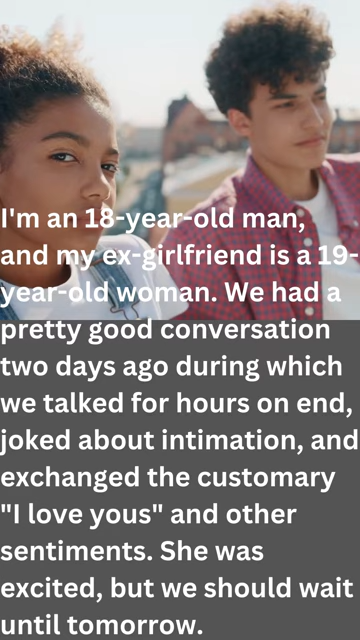 I'm an 18-year-old man,
and my ex-girlfriend is a 19-
year-old woman. We had a
pretty good conversation
two days ago during which
we talked for hours on end,
joked about intimation, and
exchanged the customary
"I love yous" and other
sentiments. She was
excited, but we should wait
until tomorrow.